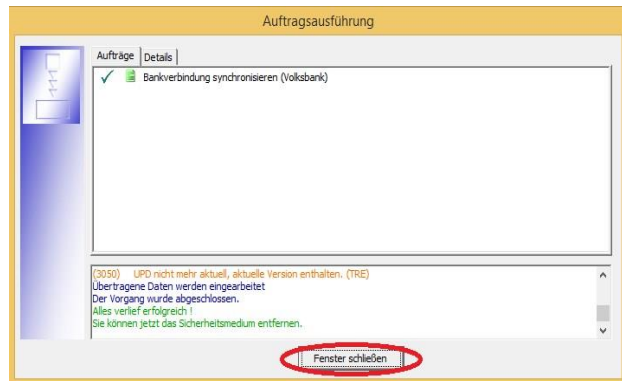 Auftragsausführung
Aufträge
Details
Bankverbindung synchronisieren (Volksbank)
(3050) UPD nicht mehr aktuell, aktuelle Version enthalten. (TRE)
Übertragene Daten werden eingearbeitet
Der Vorgang wurde abgeschlossen.
Alles verlief erfolgreich !
Sie können jetzt das Sicherheitsmedium entfernen.
Fenster schließen